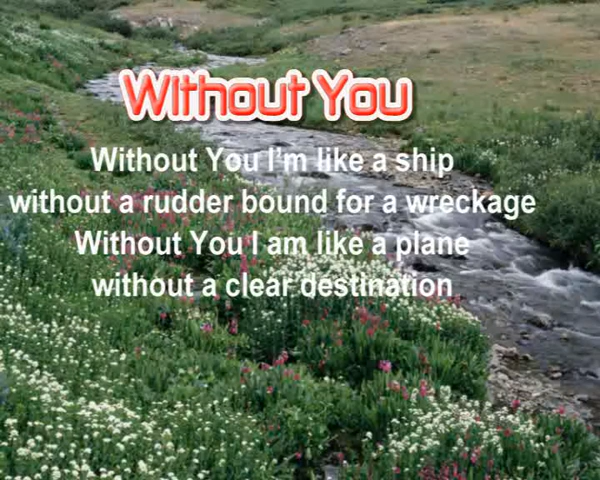 Without You
Without You I'm like a ship
without a rudder bound for a wreckage
Without You I am like a plane
without a clear destination